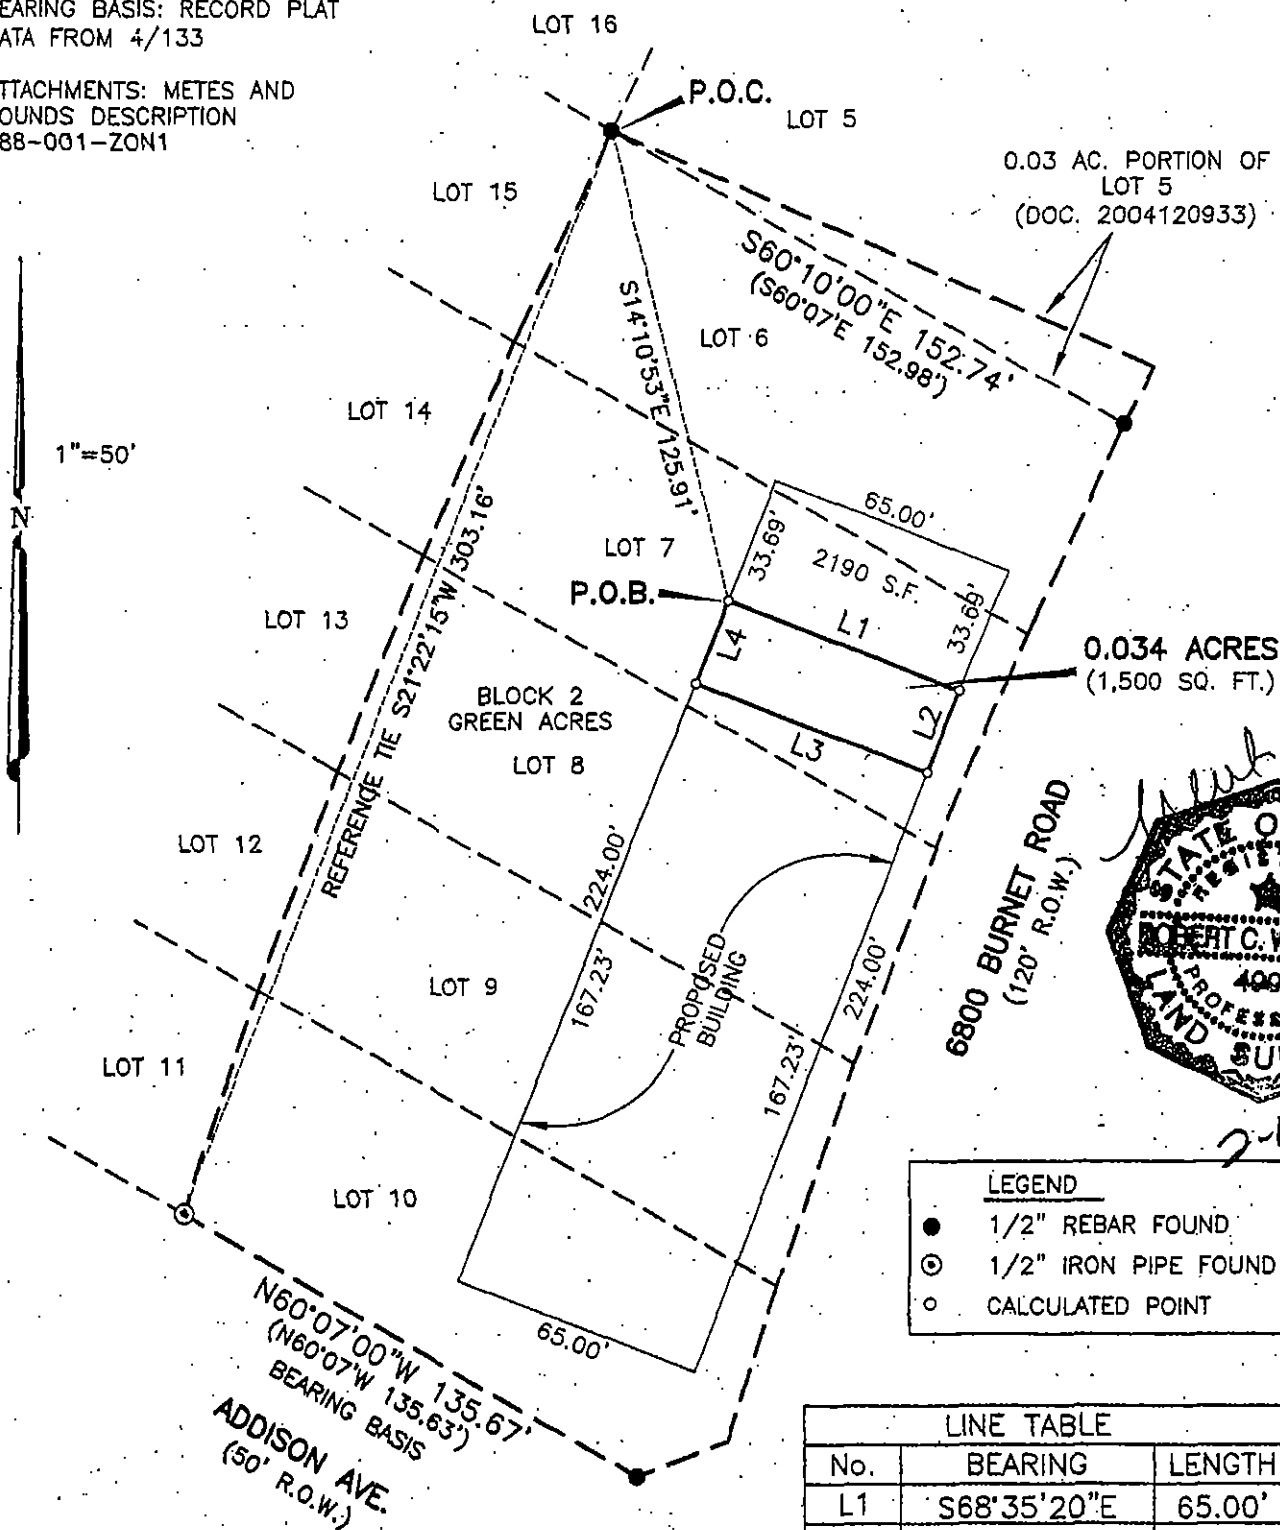 EARING BASIS: RECORD PLAT
ATA FROM 4/133
TTACHMENTS: METES AND
OUNDS DESCRIPTION
88-001-ZON1
LOT 16
P.O.C.
LOT 5
0.03 AC. PORTION OF
LOT 5
(DOC. 2004120933)
LOT 15
S60°10'00"E 152.74'
(S60°07'E 152.98')
S14°10'53"E/125.91'
LOT 6
LOT 14
1"=50'
N
65.00'
33.69'
2190 S.F.
33.69'
LOT 7
P.O.B.
L1
L4
L2
L3
0.034 ACRES
(1,500 SQ. FT.)
LOT 13
REFERENCE TIE S21°22'15"W/303.16'
BLOCK 2
GREEN ACRES
LOT 8
LOT 12
224.00'
167.23'
PROPOSED
BUILDING
224.00'
167.23'
6800 BURNET ROAD
(120' R.O.W.)
STATE O
REGISTE
ROBERT C. W
499
PROFESS
LAND SU
LOT 9
LOT 11
LOT 10
65.00'
N60°07'00"W 135.67'
(N60°07'W 135.63')
BEARING BASIS
ADDISON AVE.
(50' R.O.W.)
LEGEND
1/2" REBAR FOUND
1/2" IRON PIPE FOUND
CALCULATED POINT
LINE TABLE
No. BEARING LENGTH
L1 S68°35'20"E 65.00'